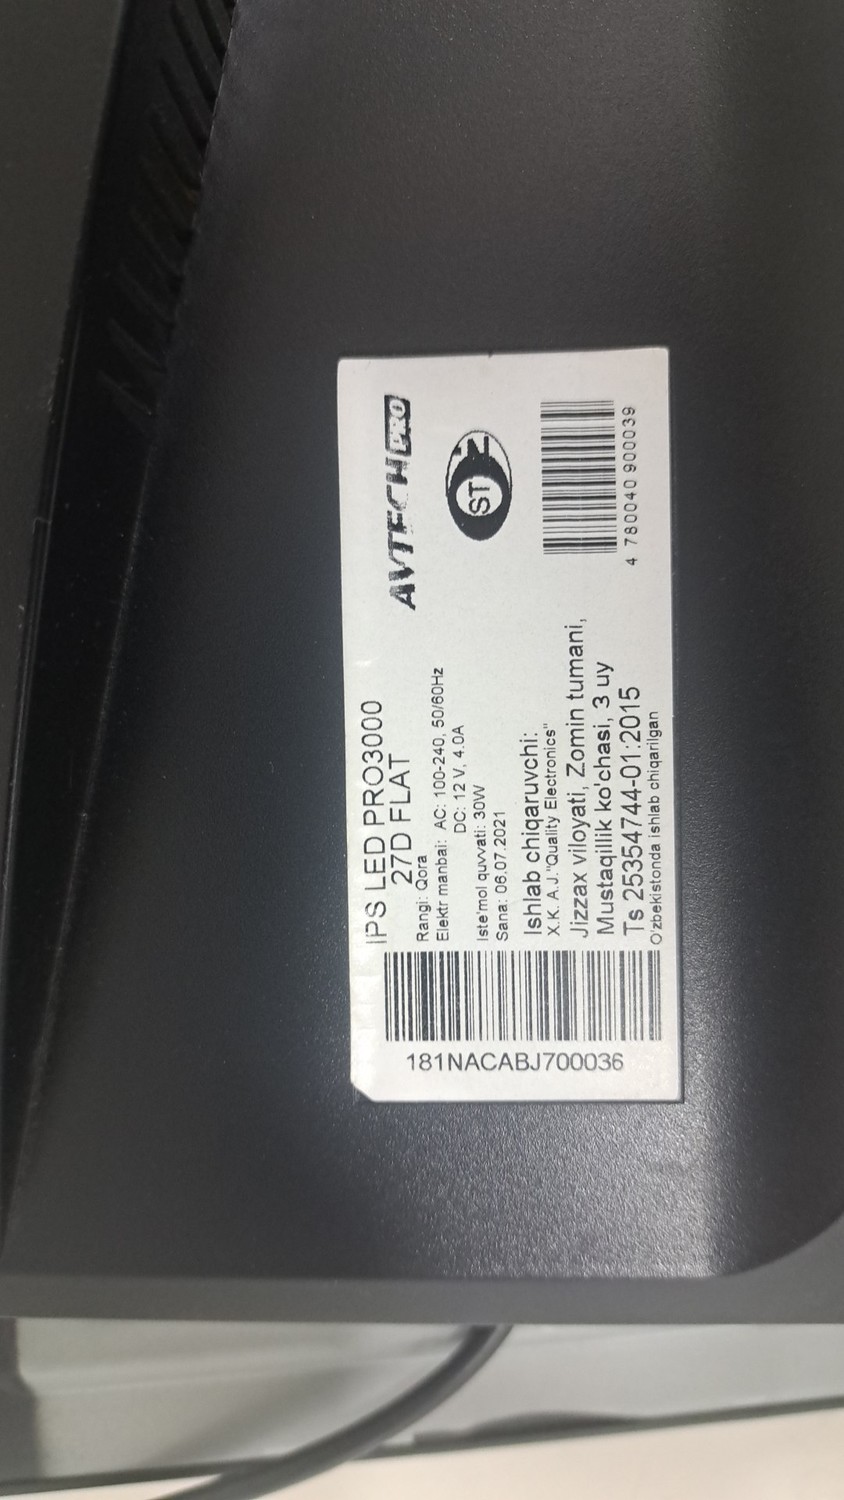 IPS LED PRO3000
27D FLAT
AVTECH PRO
Rangi: Qora
Elektr manbai: AC: 100-240, 50/60Hz
DC: 12 V, 4.0A
Iste'mol quvvati: 30W
Sana: 06.07.2021
ST
Ishlab chiqaruvchi:
X.K. A.J."Quality Electronics"
Jizzax viloyati, Zomin tumani,
Mustaqillik ko'chasi, 3 uy
Ts 25354744-01:2015
O'zbekistonda ishlab chiqarilgan
4 780040 900039
181NACABJ700036